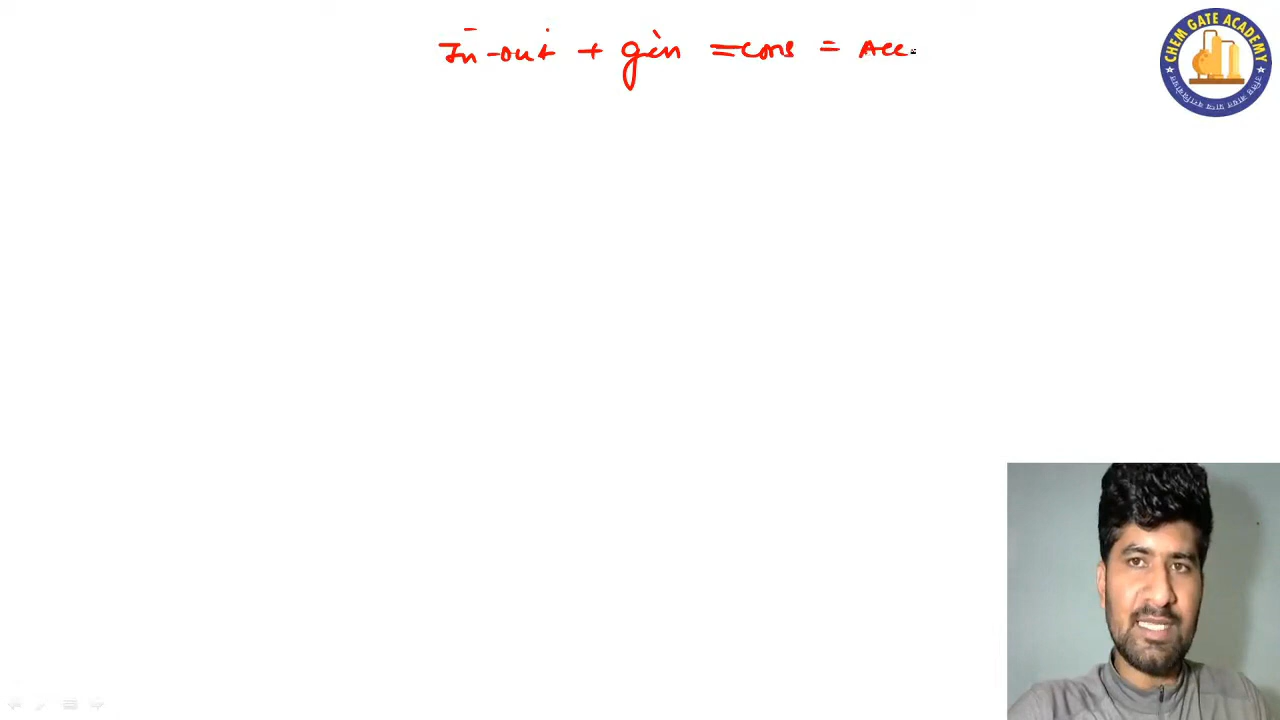 In - out + gen = cons = Acc
CHEM GATE ACADEMY